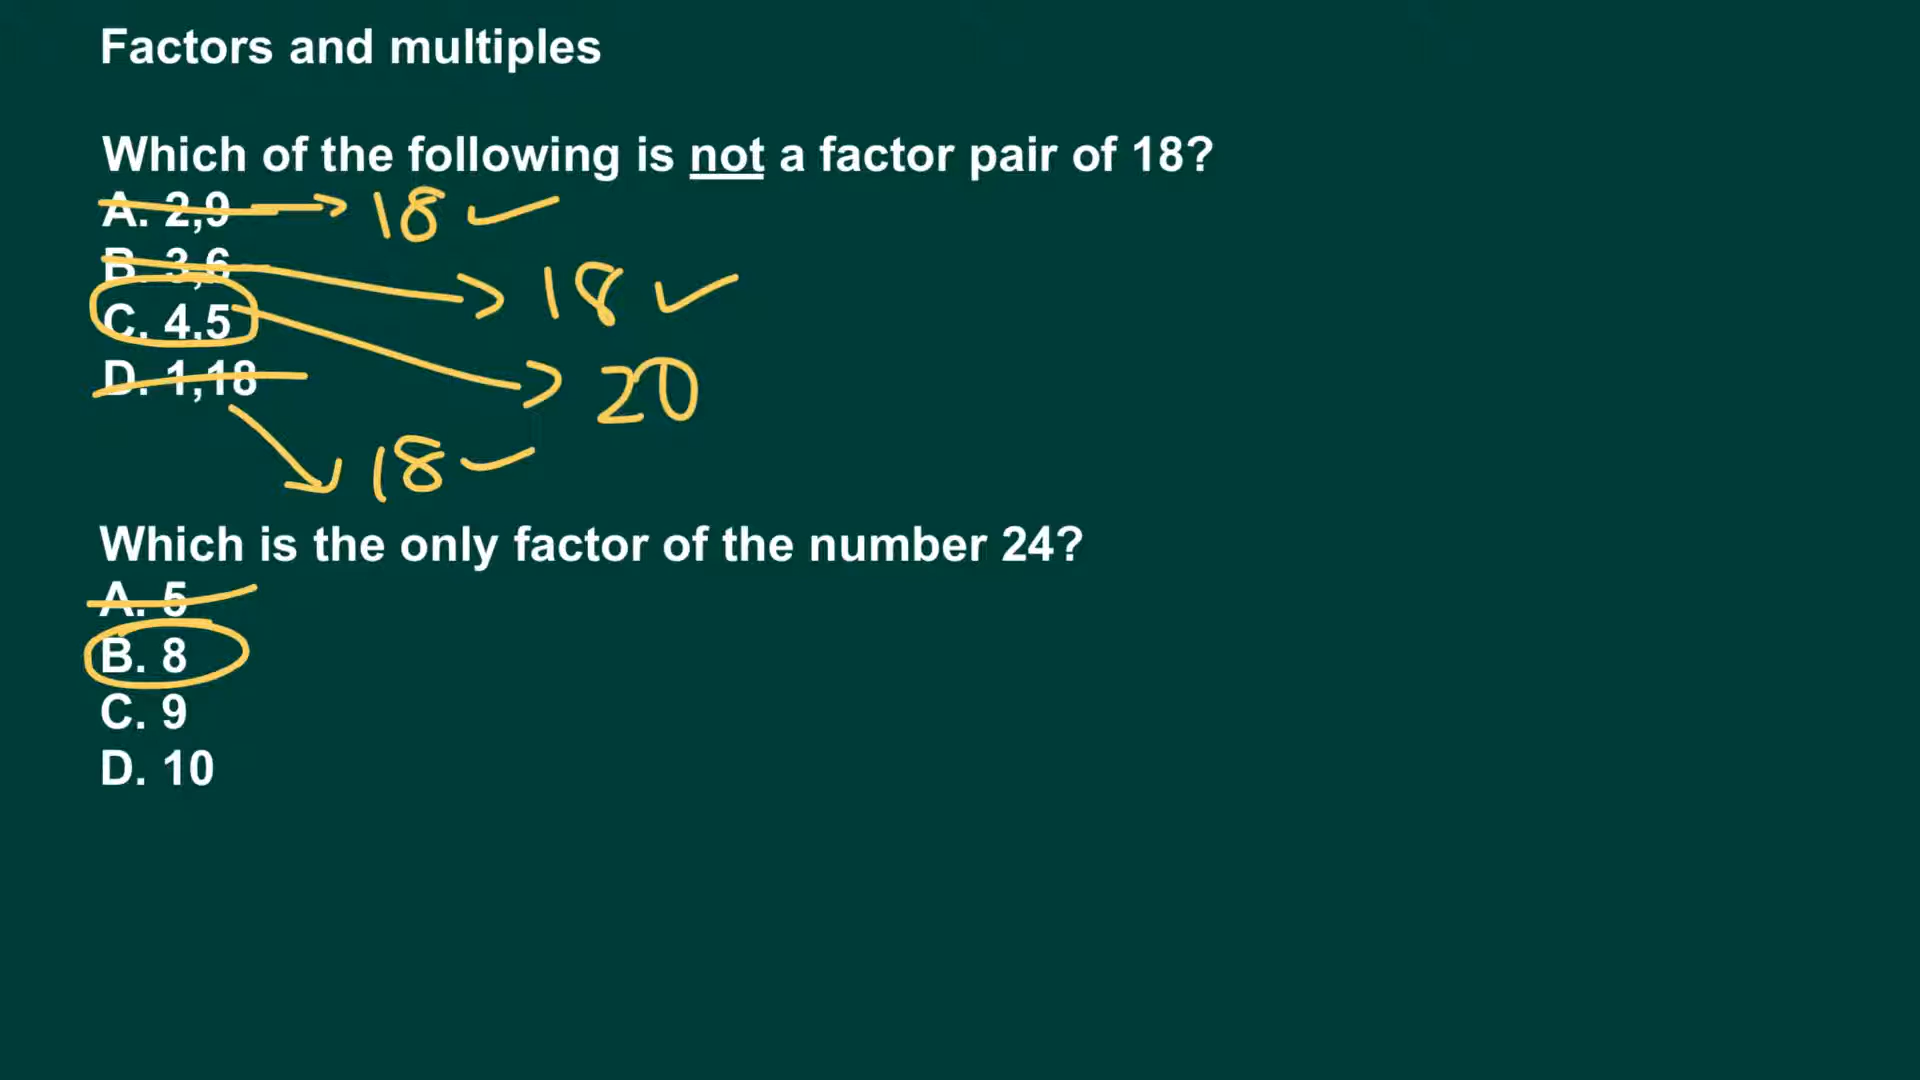 Factors and multiples
Which of the following is not a factor pair of 18?
A. 2,9 18
B. 3,6 18
C. 4,5 20
D. 1,18
18
Which is the only factor of the number 24?
A. 5
B. 8
C. 9
D. 10